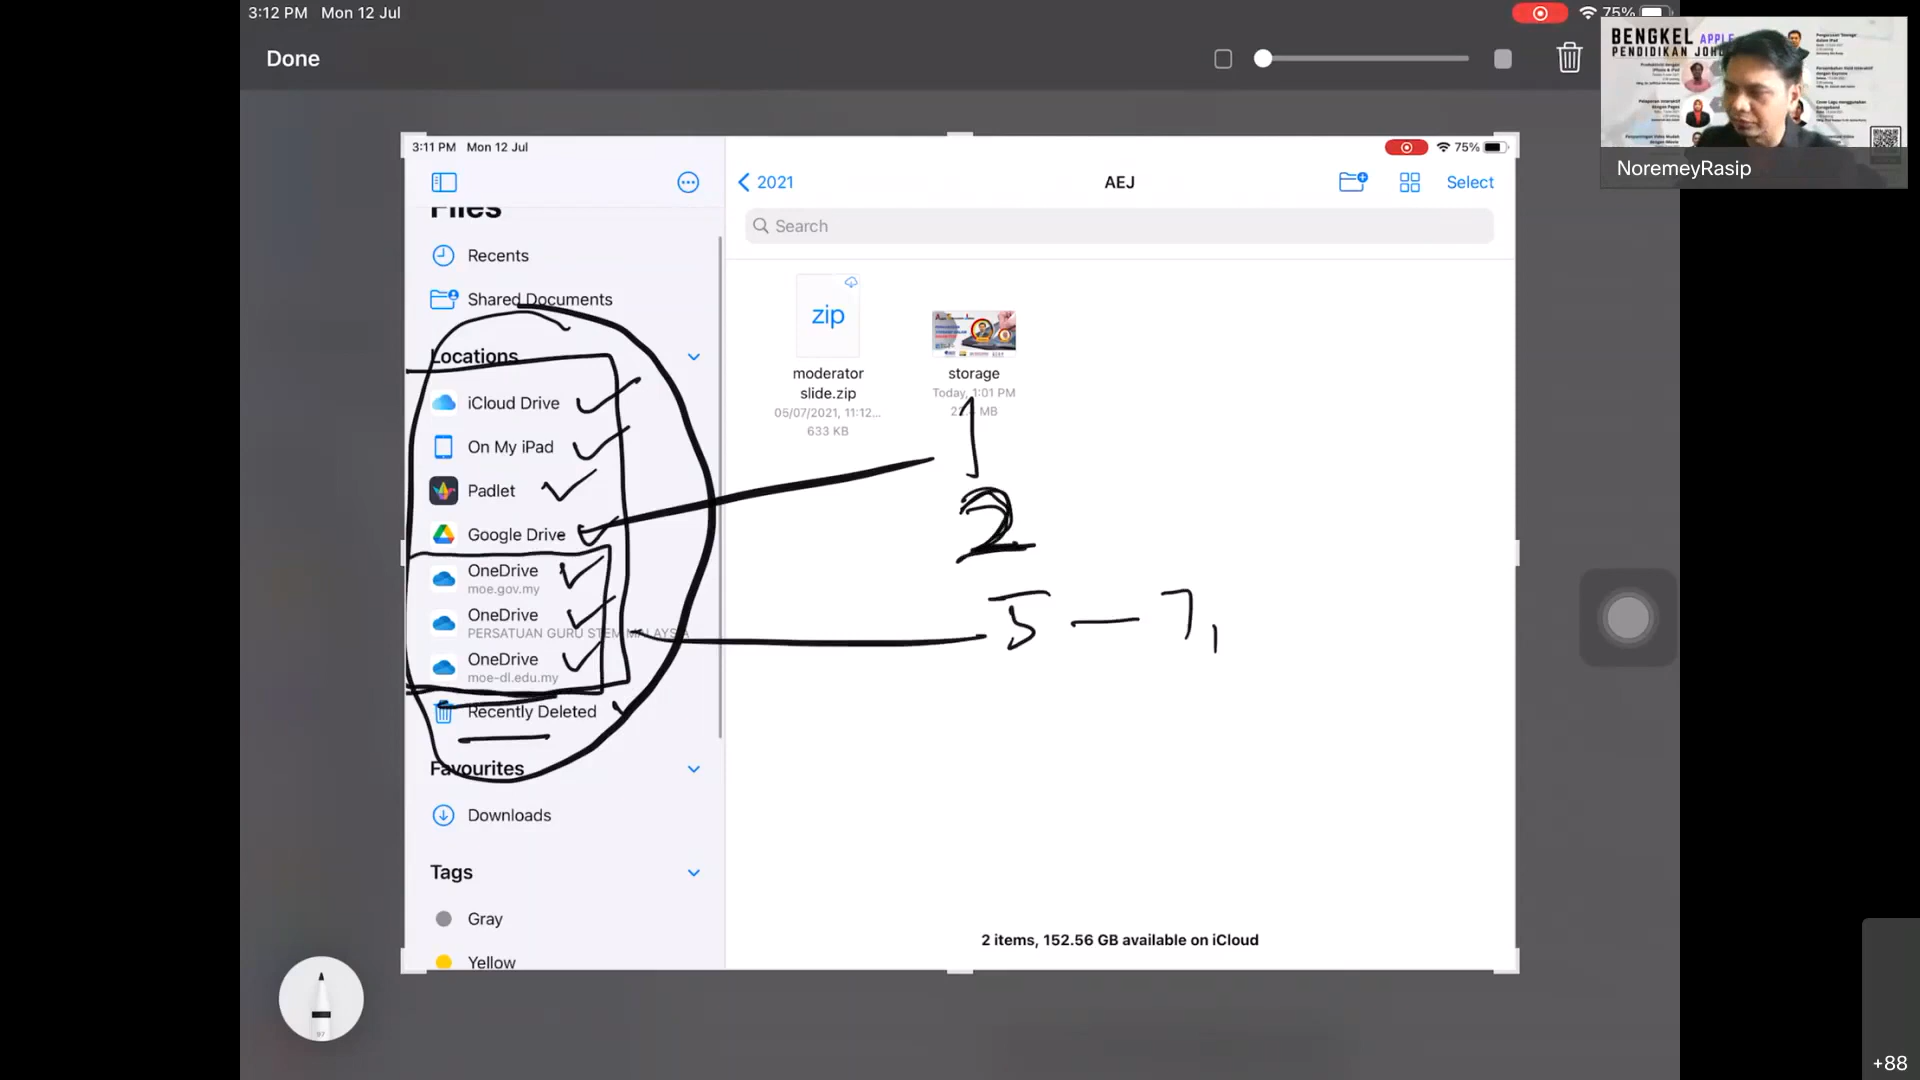 3:12 PM Mon 12 Jul
75%
Done
BENGKEL APPLE
PENDIDIKAN JOH
NoremeyRasip
3:11 PM Mon 12 Jul
75%
Files
2021
AEJ
Select
Search
Recents
Shared Documents
Locations
iCloud Drive
On My iPad
Padlet
Google Drive
OneDrive
moe.gov.my
OneDrive
PERSATUAN GURU STEM MALAYSIA
OneDrive
moe-dl.edu.my
Recently Deleted
Favourites
Downloads
Tags
Gray
Yellow
zip
moderator
slide.zip
05/07/2021, 11:12...
633 KB
storage
Today, 1:01 PM
MB
1
2
5 — 7,
2 items, 152.56 GB available on iCloud
97
+88